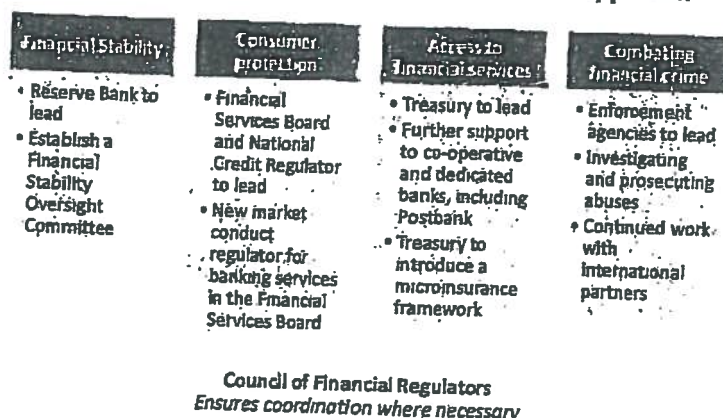 Financial Stability
• Reserve Bank to
lead
• Establish a
Financial
Stability
Oversight
Committee
Consumer
protection
• Financial
Services Board
and National
Credit Regulator
to lead
• New market
conduct
regulator for
banking services
in the Financial
Services Board
Access to
financial services
• Treasury to lead
• Further support
to co-operative
and dedicated
banks, including
Postbank
• Treasury to
introduce a
microinsurance
framework
Combating
financial crime
• Enforcement
agencies to lead
• Investigating
and prosecuting
abuses
• Continued work
with
international
partners
Council of Financial Regulators
Ensures coordination where necessary